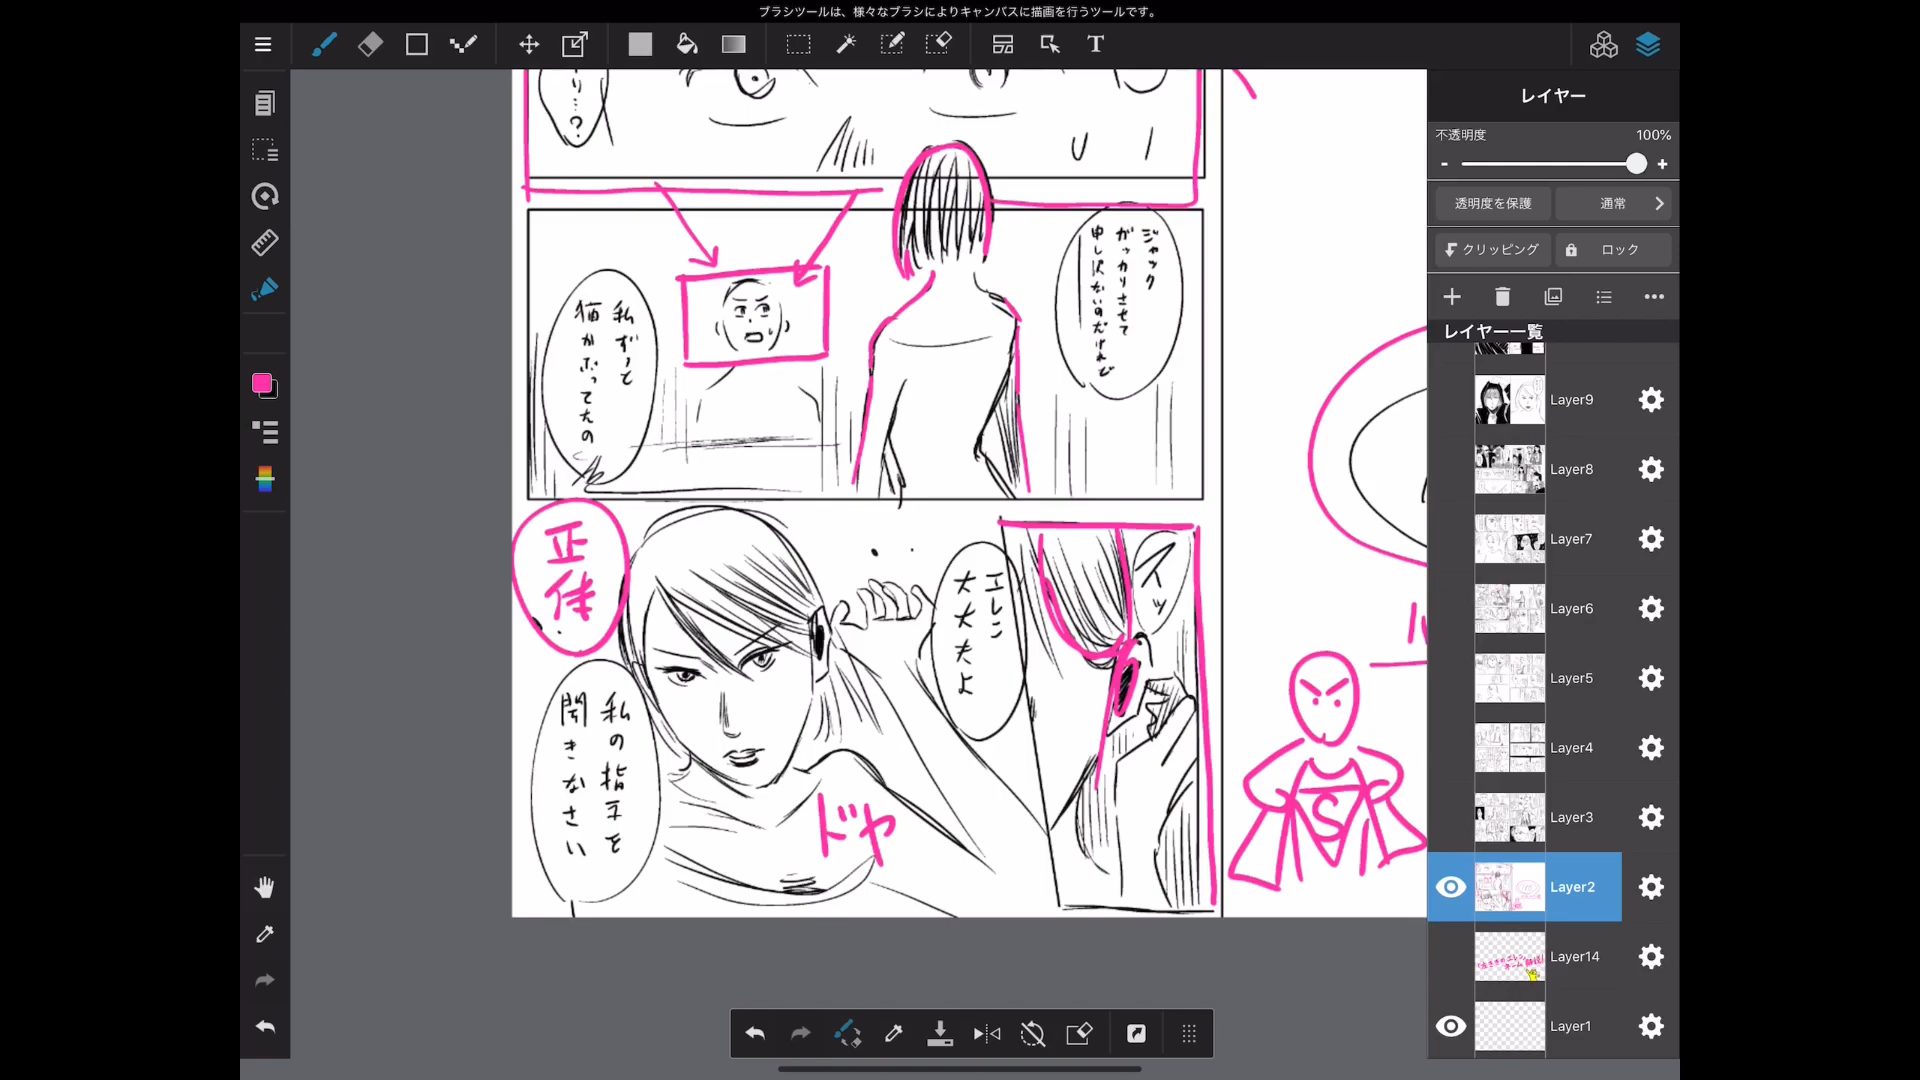 ブラシツールは、様々なブラシによりキャンバスに描画を行うツールです。
T
レイヤー
不透明度
100%
-
+
透明度を保護
通常
クリッピング
ロック
レイヤー一覧
Layer9
Layer8
Layer7
Layer6
Layer5
Layer4
Layer3
Layer2
Layer14
Layer1
り…?
ジャック
ガッカリさせて
申し訳ないのだけれど
私ずっと
猫かぶってたの
正体
イッ
エレン
大丈夫よ
私の指示を
聞きなさい
ドヤ
S